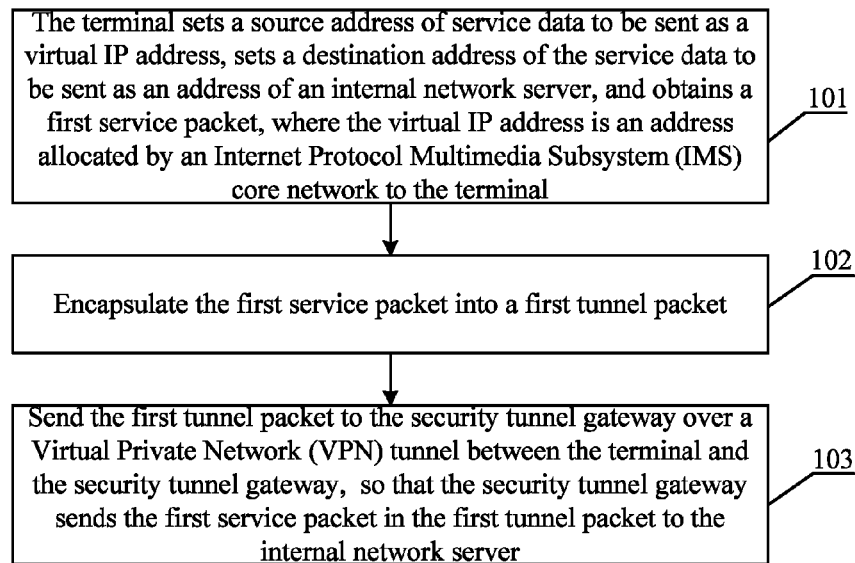 The terminal sets a source address of service data to be sent as a
virtual IP address, sets a destination address of the service data to
be sent as an address of an internal network server, and obtains a
first service packet, where the virtual IP address is an address
allocated by an Internet Protocol Multimedia Subsystem (IMS)
core network to the terminal
101
Encapsulate the first service packet into a first tunnel packet
102
Send the first tunnel packet to the security tunnel gateway over a
Virtual Private Network (VPN) tunnel between the terminal and
the security tunnel gateway, so that the security tunnel gateway
sends the first service packet in the first tunnel packet to the
internal network server
103